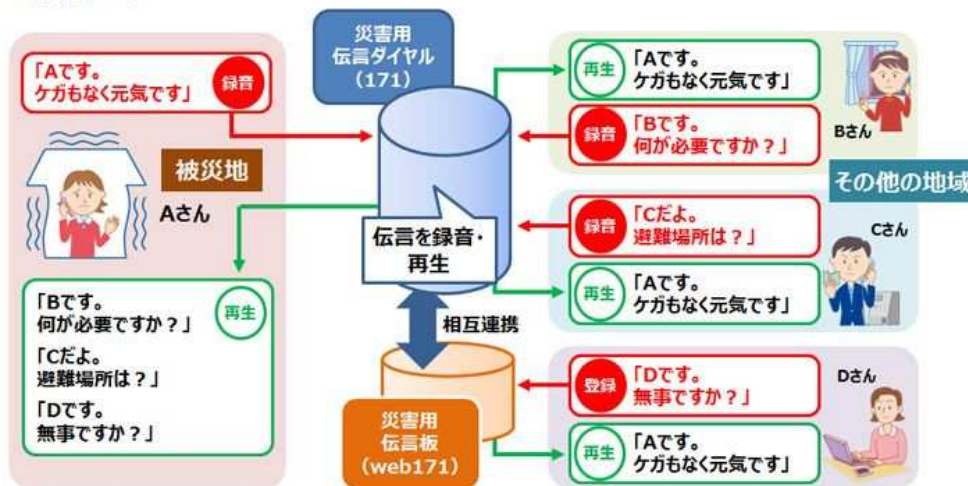 災害用
伝言ダイヤル
（171）
「Aです。
ケガもなく元気です」
録音
被災地
Aさん
「Bです。
何が必要ですか？」
再生
「Cだよ。
避難場所は？」
「Dです。
無事ですか？」
伝言を録音・
再生
相互連携
災害用
伝言板
（web171）
再生
「Aです。
ケガもなく元気です」
録音
「Bです。
何が必要ですか？」
Bさん
その他の地域
録音
「Cだよ。
避難場所は？」
Cさん
再生
「Aです。
ケガもなく元気です」
登録
「Dです。
無事ですか？」
Dさん
再生
「Aです。
ケガもなく元気です」